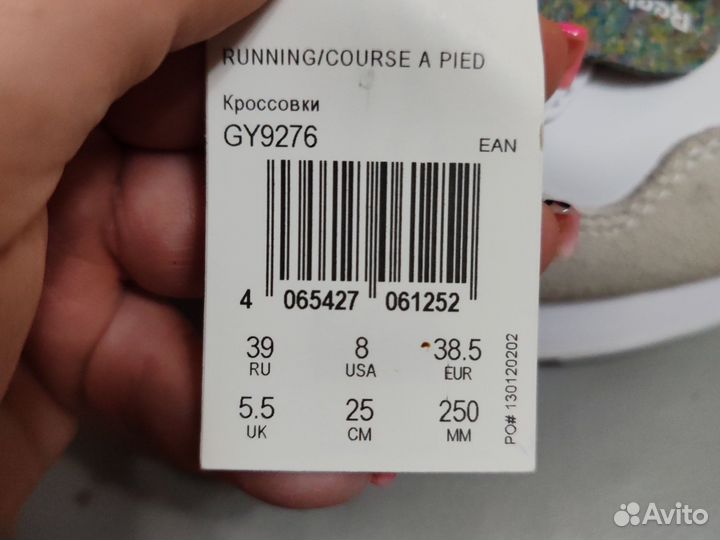 RUNNING/COURSE A PIED
Кроссовки
GY9276
EAN
4 065427 061252
39 8 38.5
RU USA EUR
5.5 25 250
UK CM MM
PO# 130120202
Avito